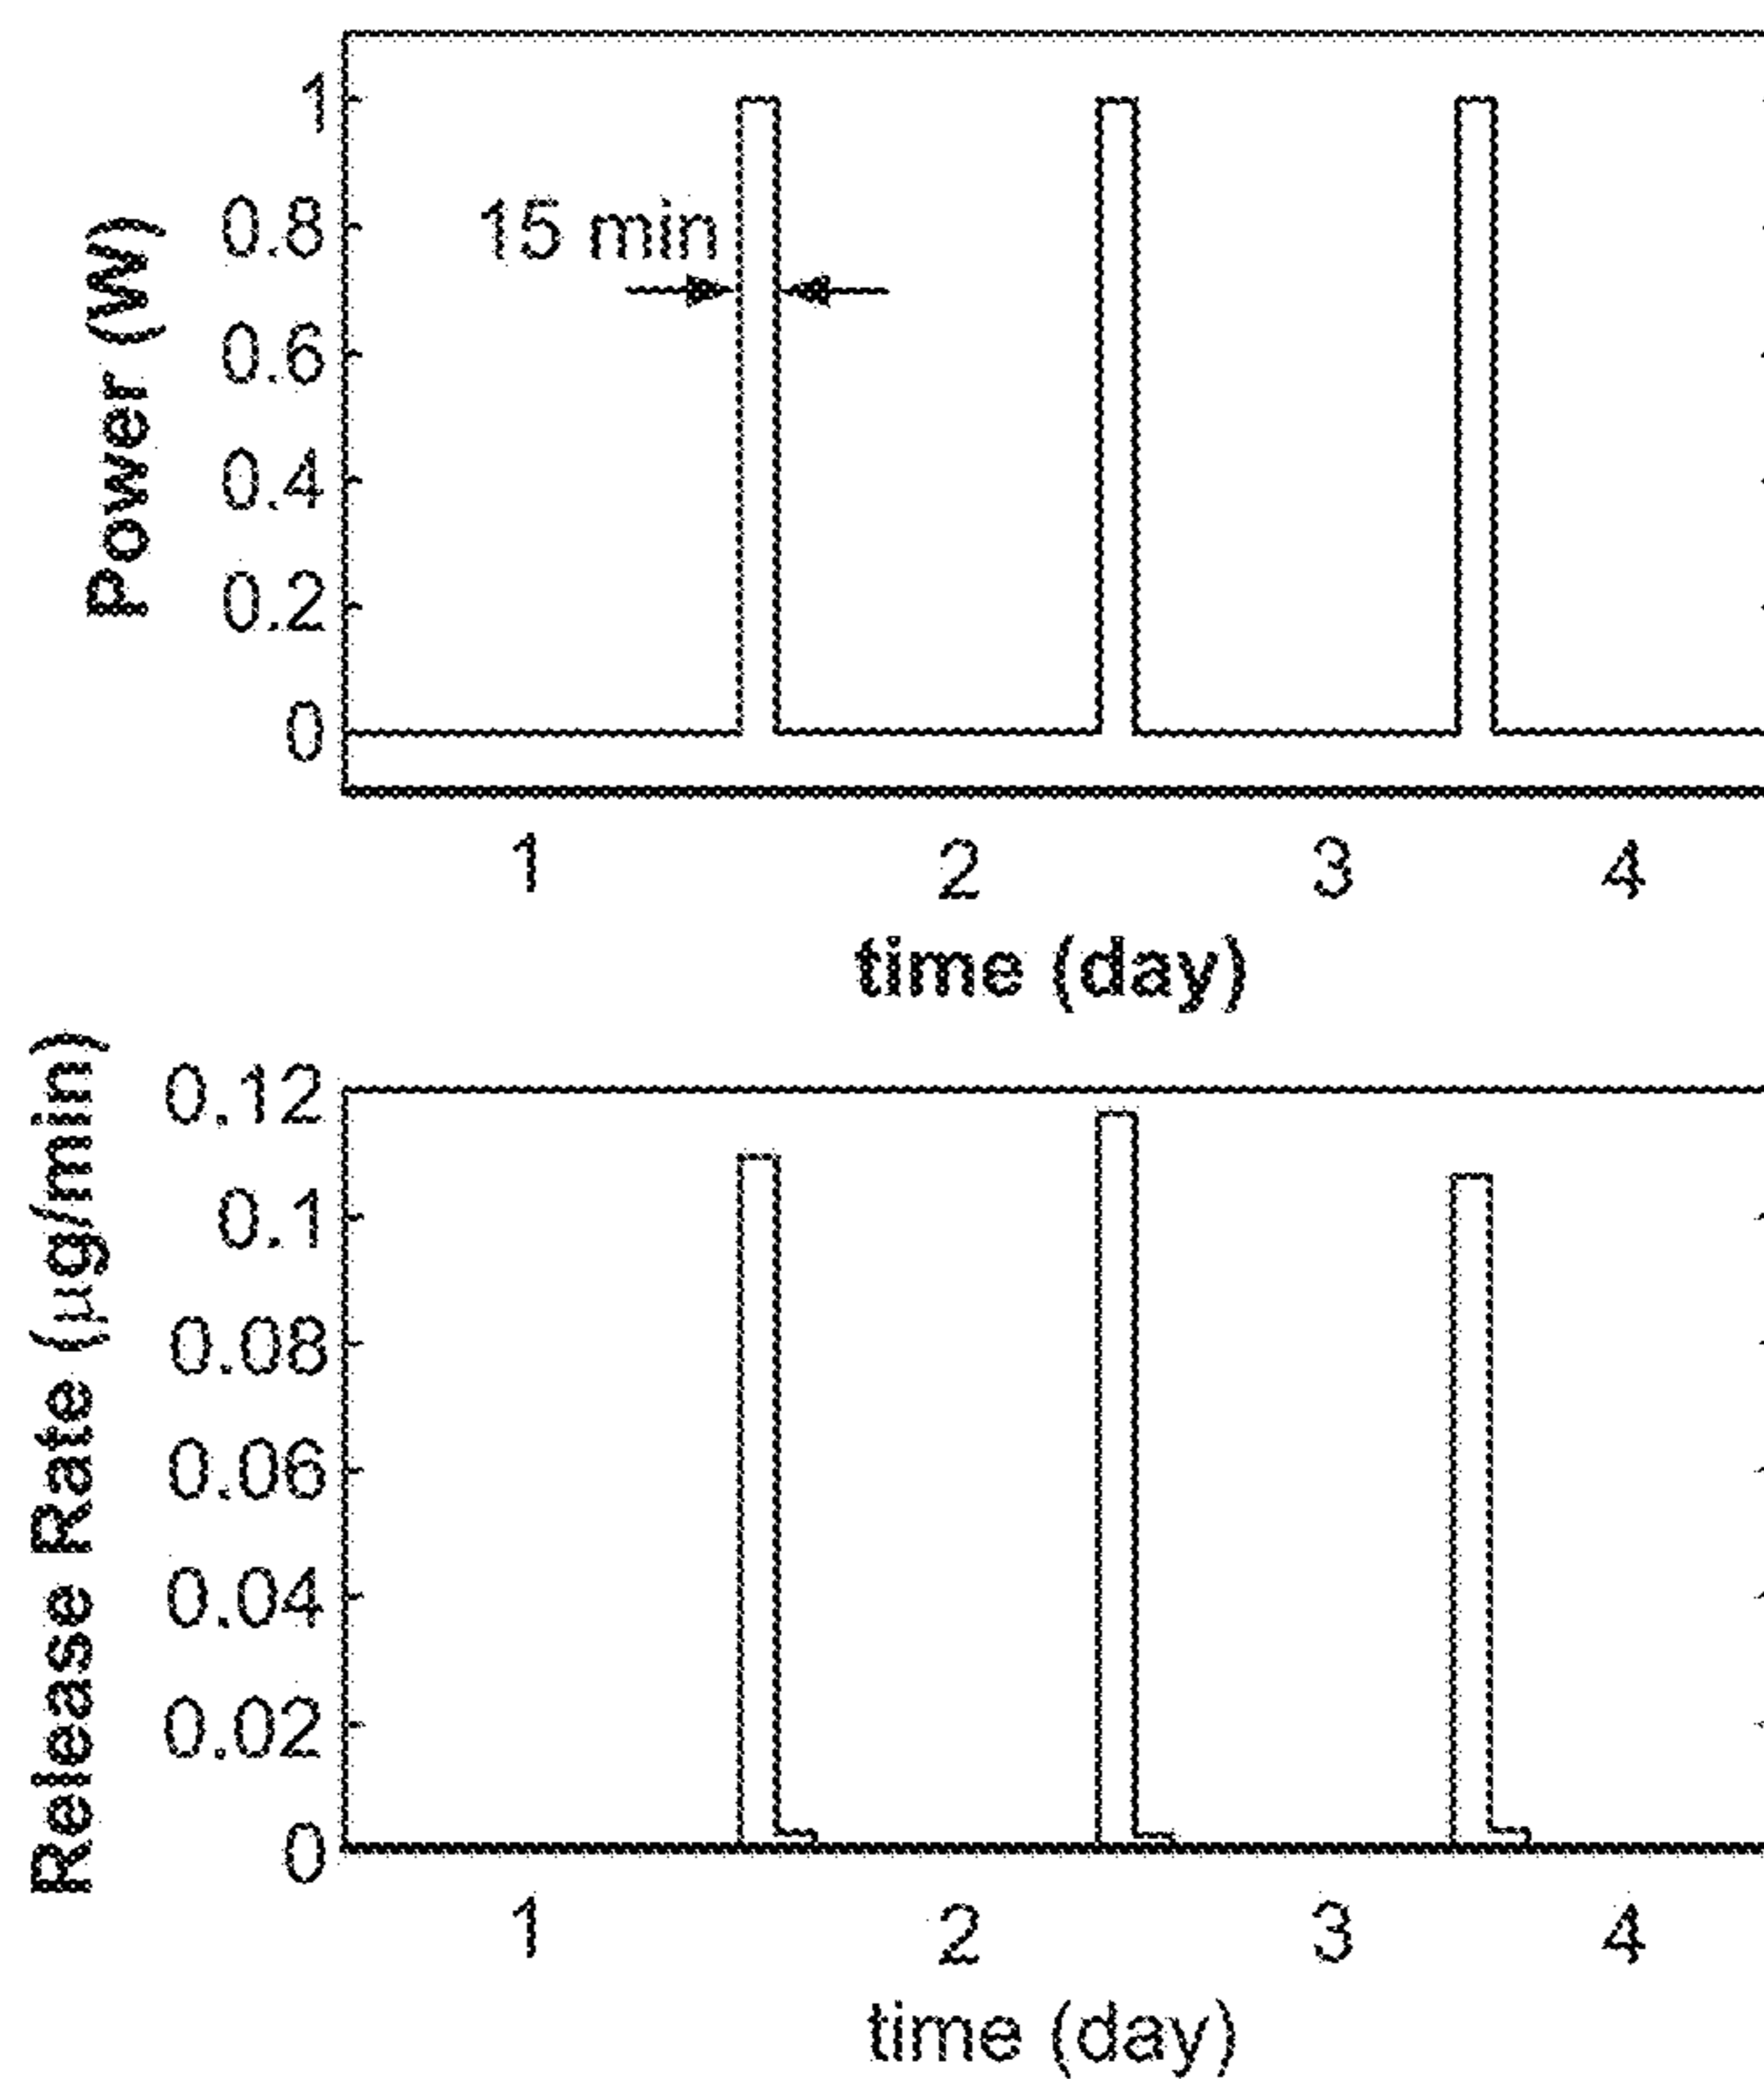 Power (W)
1
0.8
0.6
0.4
0.2
0
15 min
1 2 3 4
time (day)
Release Rate (μg/min)
0.12
0.1
0.08
0.06
0.04
0.02
0
1 2 3 4
time (day)